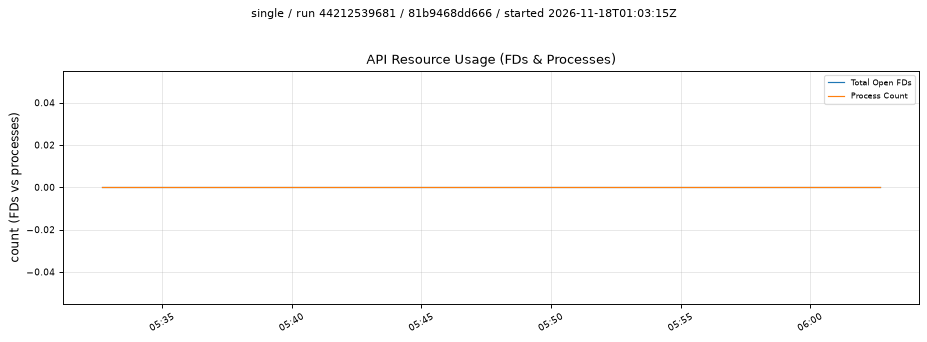 single / run 44212539681 / 81b9468dd666 / started 2026-11-18T01:03:15Z
API Resource Usage (FDs & Processes)
Total Open FDs
Process Count
count (FDs vs processes)
0.04
0.02
0.00
−0.02
−0.04
05:35
05:40
05:45
05:50
05:55
06:00